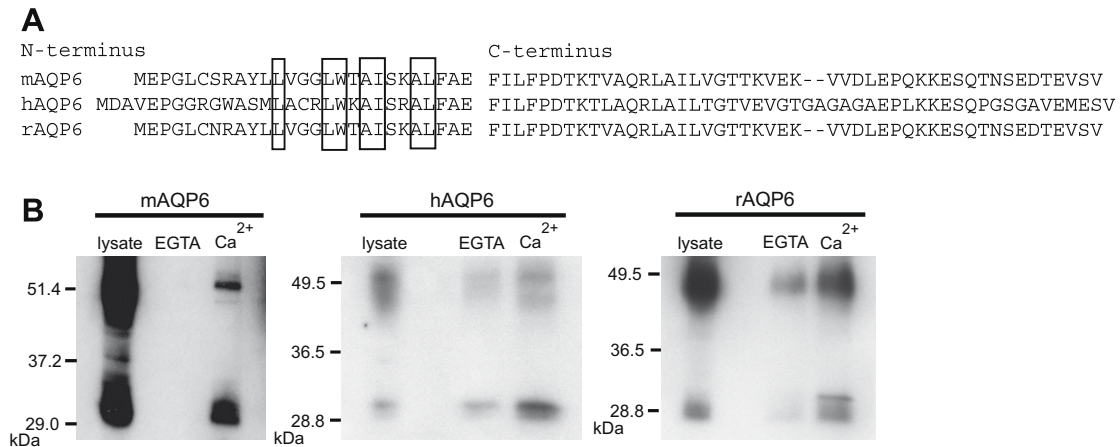 A
N-terminus C-terminus
mAQP6 MEPGLCSRAYLLVGGLWTAISKALFAE FILFPDTKTVAQRLAILVGTTKVEK--VVDLEPQKKESQTNSEDTEVSV
hAQP6 MDAVEPGGRGWASMLACRLWKAISRALFAE FILFPDTKTLAQRLAILTGTVEVGTGAGAGAEPLKKESQPGSGAVEMESV
rAQP6 MEPGLCNRAYLLVGGLWTAISKALFAE FILFPDTKTVAQRLAILVGTTKVEK--VVDLEPQKKESQTNSEDTEVSV
B
mAQP6 hAQP6 rAQP6
lysate EGTA Ca2+ lysate EGTA Ca2+ lysate EGTA Ca2+
51.4 49.5 49.5
37.2 36.5 36.5
29.0 28.8 28.8
kDa kDa kDa